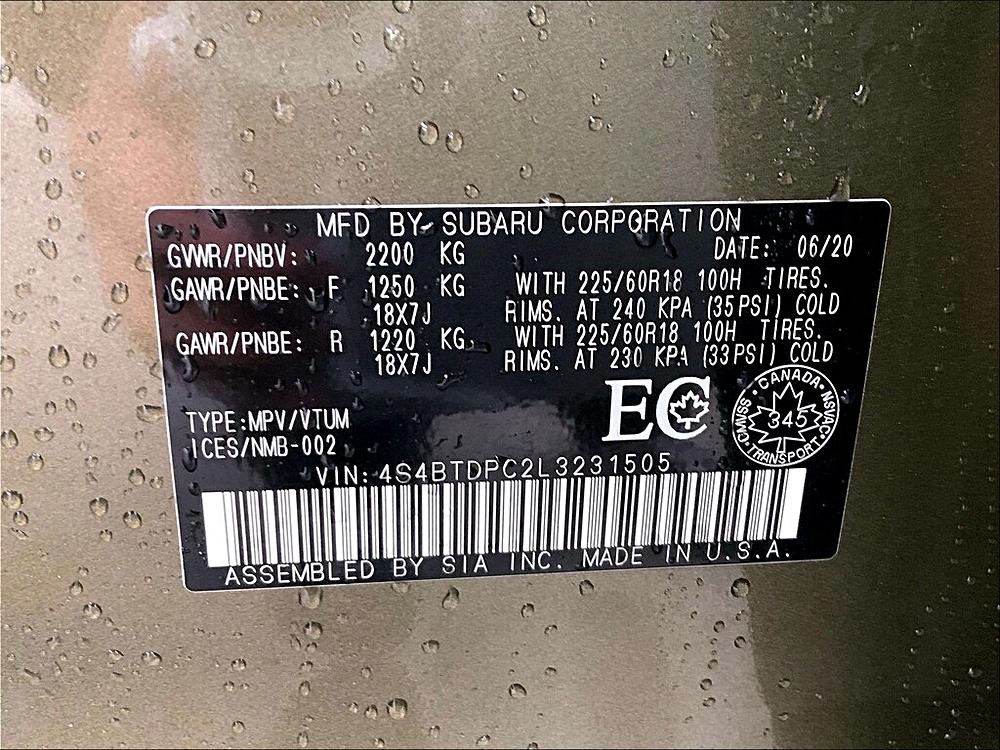 MFD BY SUBARU CORPORATION
GVWR/PNBV: 2200 KG DATE: 06/20
GAWR/PNBE: F 1250 KG WITH 225/60R18 100H TIRES.
18X7J RIMS. AT 240 KPA (35PSI) COLD
GAWR/PNBE: R 1220 KG WITH 225/60R18 100H TIRES.
18X7J RIMS. AT 230 KPA (33PSI) COLD
EC
CANADA
NSVAC
345
TRANSPORT
CMVSS
TYPE:MPV/VTUM
ICES/NMB-002
VIN:4S4BTDPC2L3231505
ASSEMBLED BY SIA INC. MADE IN U.S.A.